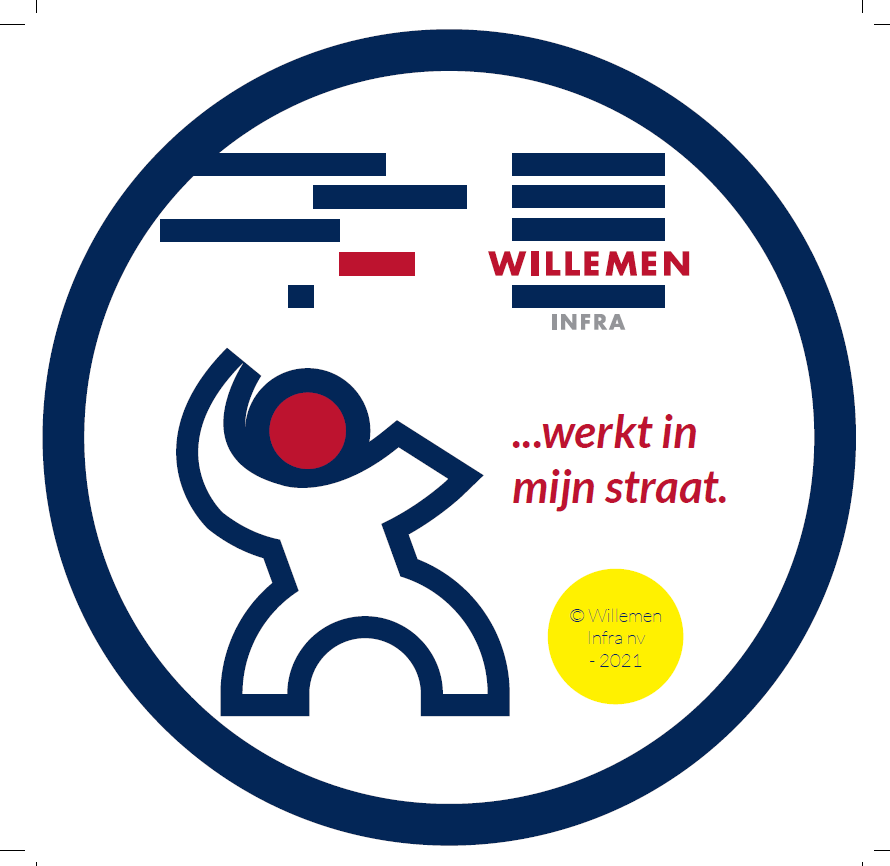 WILLEMEN
INFRA
...werkt in
mijn straat.
© Willemen
Infra nv
- 2021